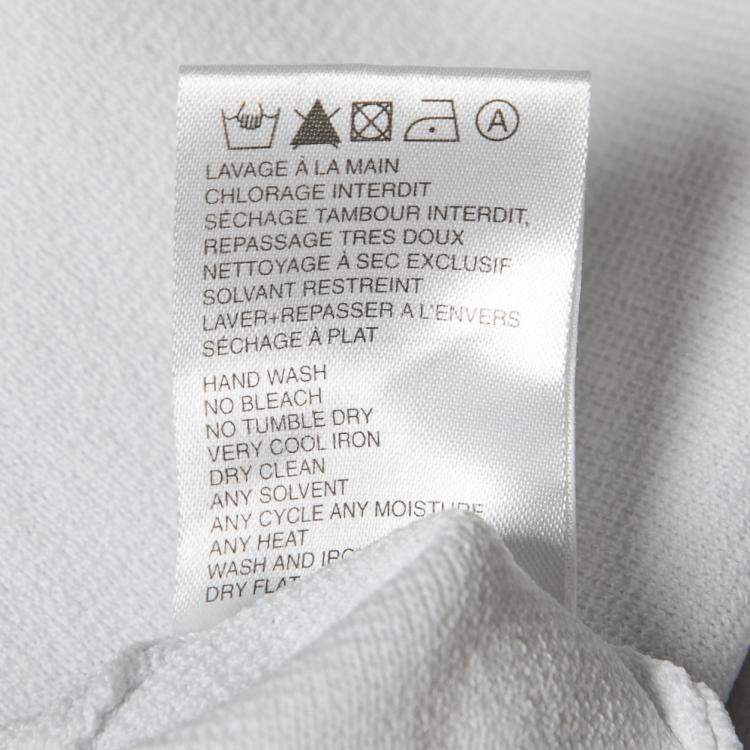 A
LAVAGE À LA MAIN
CHLORAGE INTERDIT
SÉCHAGE TAMBOUR INTERDIT,
REPASSAGE TRES DOUX
NETTOYAGE À SEC EXCLUSIF
SOLVANT RESTREINT
LAVER+REPASSER A L'ENVERS
SÉCHAGE À PLAT
HAND WASH
NO BLEACH
NO TUMBLE DRY
VERY COOL IRON
DRY CLEAN
ANY SOLVENT
ANY CYCLE ANY MOISTURE
ANY HEAT
WASH AND
DRY FLAT